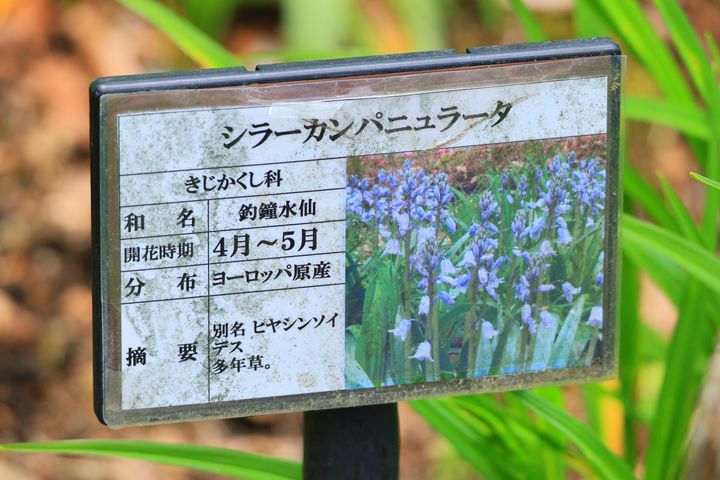 シラーカンパニュラータ
きじかくし科
和 名 釣鐘水仙
開花時期 4月～5月
分 布 ヨーロッパ原産
摘 要 別名 ヒヤシンソイ
デス
多年草。